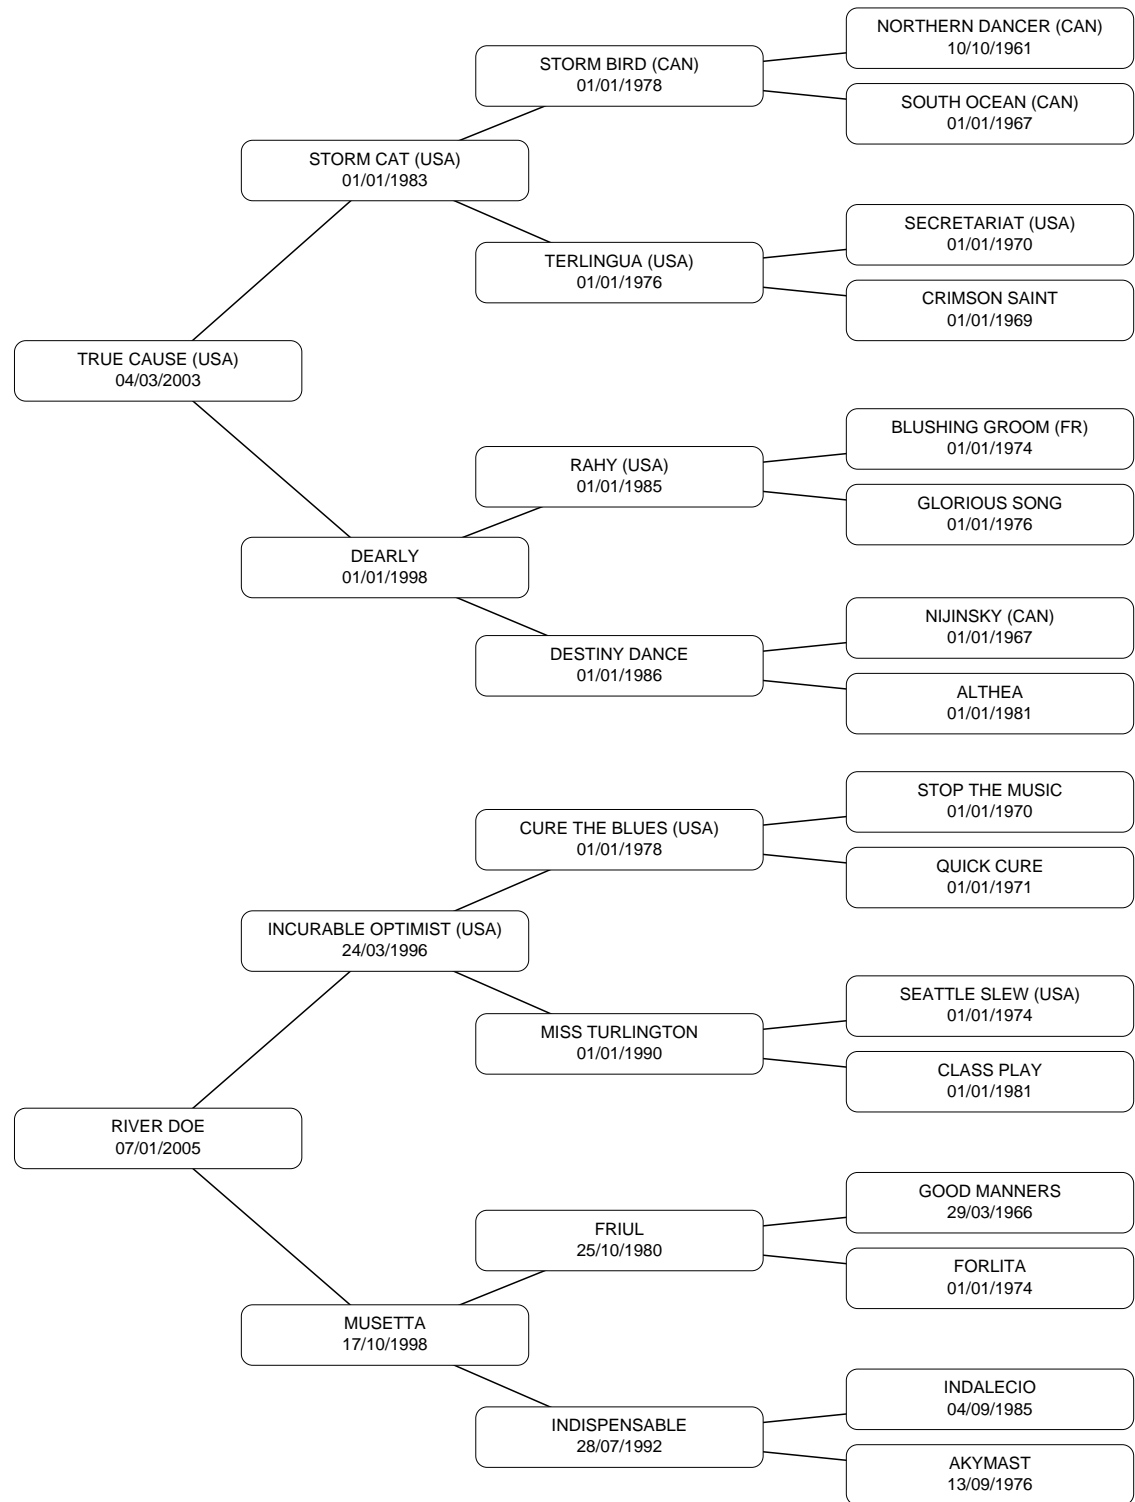 NORTHERN DANCER (CAN)
10/10/1961
STORM BIRD (CAN)
01/01/1978
SOUTH OCEAN (CAN)
01/01/1967
STORM CAT (USA)
01/01/1983
SECRETARIAT (USA)
01/01/1970
TERLINGUA (USA)
01/01/1976
CRIMSON SAINT
01/01/1969
TRUE CAUSE (USA)
04/03/2003
BLUSHING GROOM (FR)
01/01/1974
RAHY (USA)
01/01/1985
GLORIOUS SONG
01/01/1976
DEARLY
01/01/1998
NIJINSKY (CAN)
01/01/1967
DESTINY DANCE
01/01/1986
ALTHEA
01/01/1981
STOP THE MUSIC
01/01/1970
CURE THE BLUES (USA)
01/01/1978
QUICK CURE
01/01/1971
INCURABLE OPTIMIST (USA)
24/03/1996
SEATTLE SLEW (USA)
01/01/1974
MISS TURLINGTON
01/01/1990
CLASS PLAY
01/01/1981
RIVER DOE
07/01/2005
GOOD MANNERS
29/03/1966
FRIUL
25/10/1980
FORLITA
01/01/1974
MUSETTA
17/10/1998
INDALECIO
04/09/1985
INDISPENSABLE
28/07/1992
AKYMAST
13/09/1976